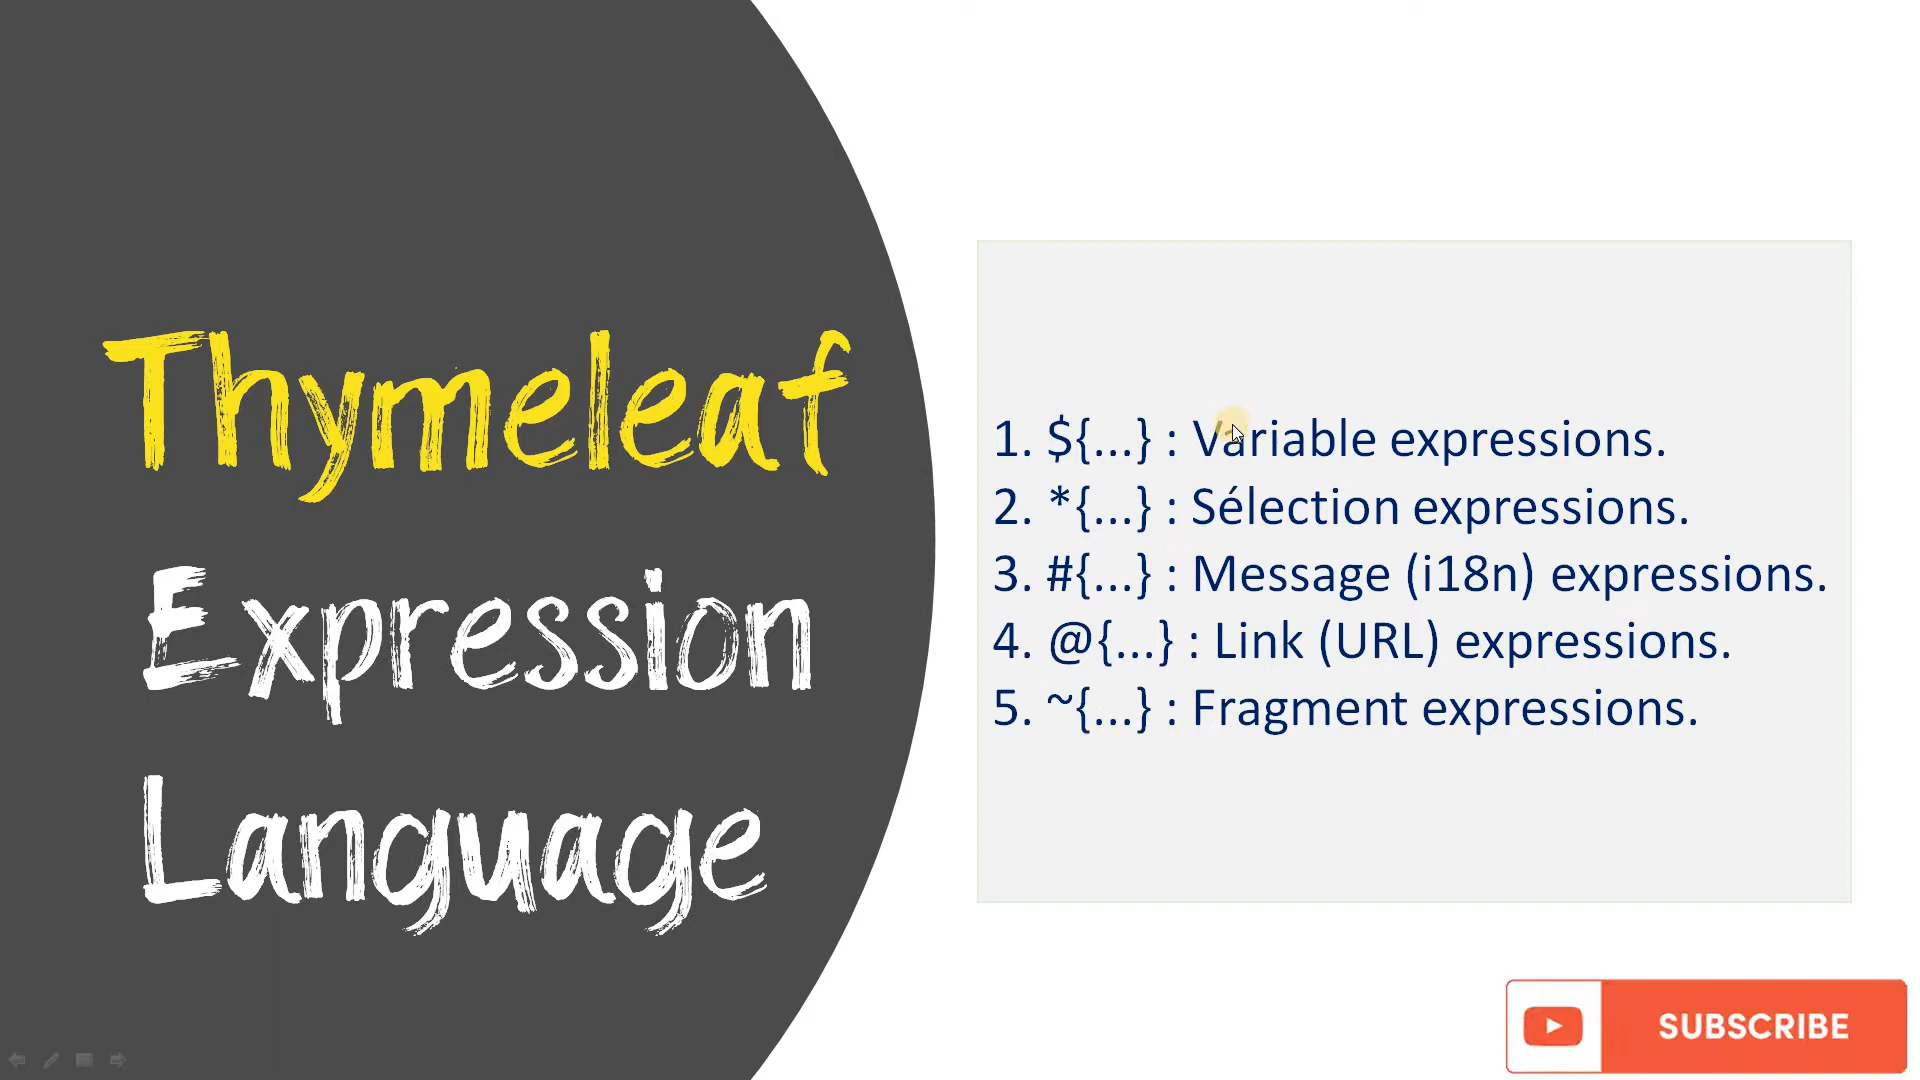 Thymeleaf
Expression
Language
1. ${...} : Variable expressions.
2. *{...} : Sélection expressions.
3. #{...} : Message (i18n) expressions.
4. @{...} : Link (URL) expressions.
5. ~{...} : Fragment expressions.
SUBSCRIBE